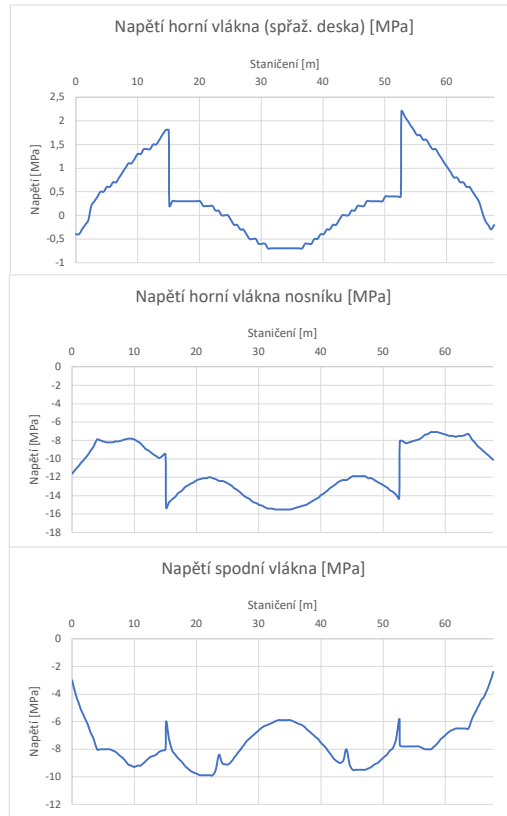 Napětí horní vlákna (spřaž. deska) [MPa]
Staničení [m]
0 10 20 30 40 50 60
2,5
2
1,5
1
0,5
0
-0,5
-1
Napětí [MPa]
Napětí horní vlákna nosníku [MPa]
Staničení [m]
0 10 20 30 40 50 60
0
-2
-4
-6
-8
-10
-12
-14
-16
-18
Napětí [MPa]
Napětí spodní vlákna [MPa]
Staničení [m]
0 10 20 30 40 50 60
0
-2
-4
-6
-8
-10
-12
Napětí [MPa]